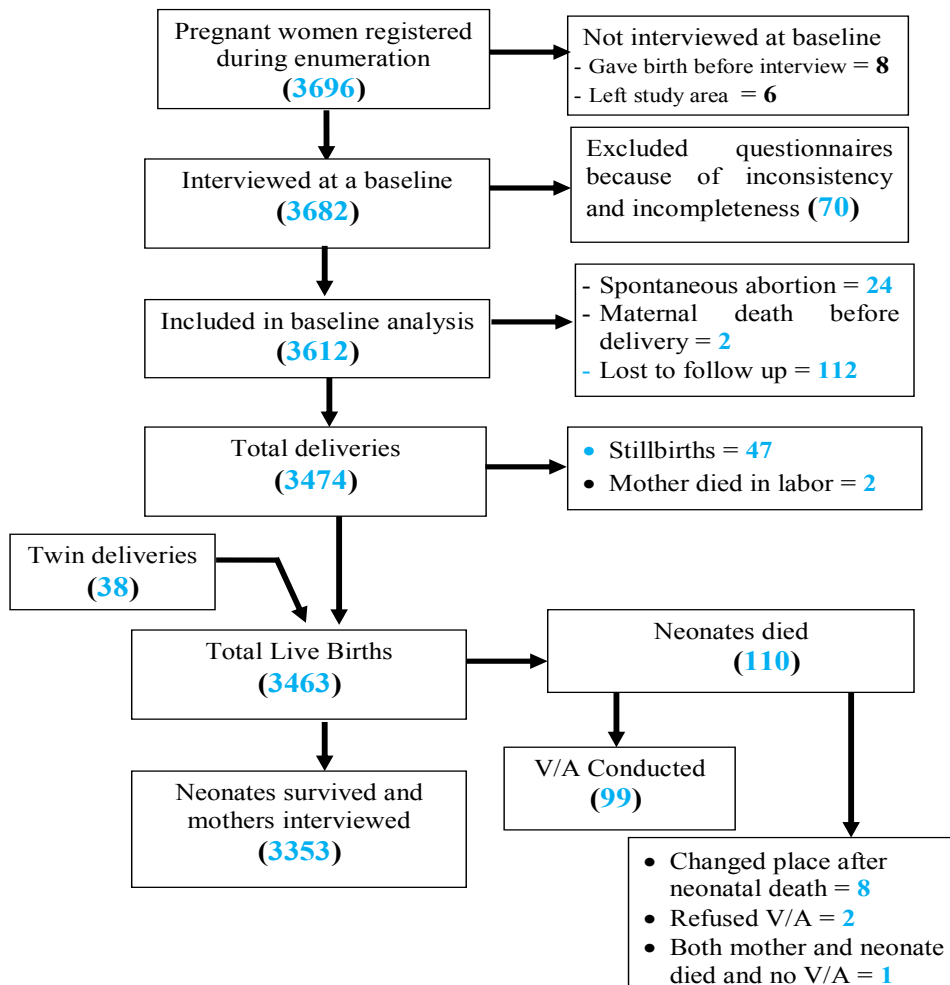 Pregnant women registered
during enumeration
(3696)
Not interviewed at baseline
- Gave birth before interview = 8
- Left study area = 6
Interviewed at a baseline
(3682)
Excluded questionnaires
because of inconsistency
and incompleteness (70)
Included in baseline analysis
(3612)
- Spontaneous abortion = 24
- Maternal death before
delivery = 2
- Lost to follow up = 112
Total deliveries
(3474)
• Stillbirths = 47
• Mother died in labor = 2
Twin deliveries
(38)
Total Live Births
(3463)
Neonates died
(110)
Neonates survived and
mothers interviewed
(3353)
V/A Conducted
(99)
• Changed place after
neonatal death = 8
• Refused V/A = 2
• Both mother and neonate
died and no V/A = 1